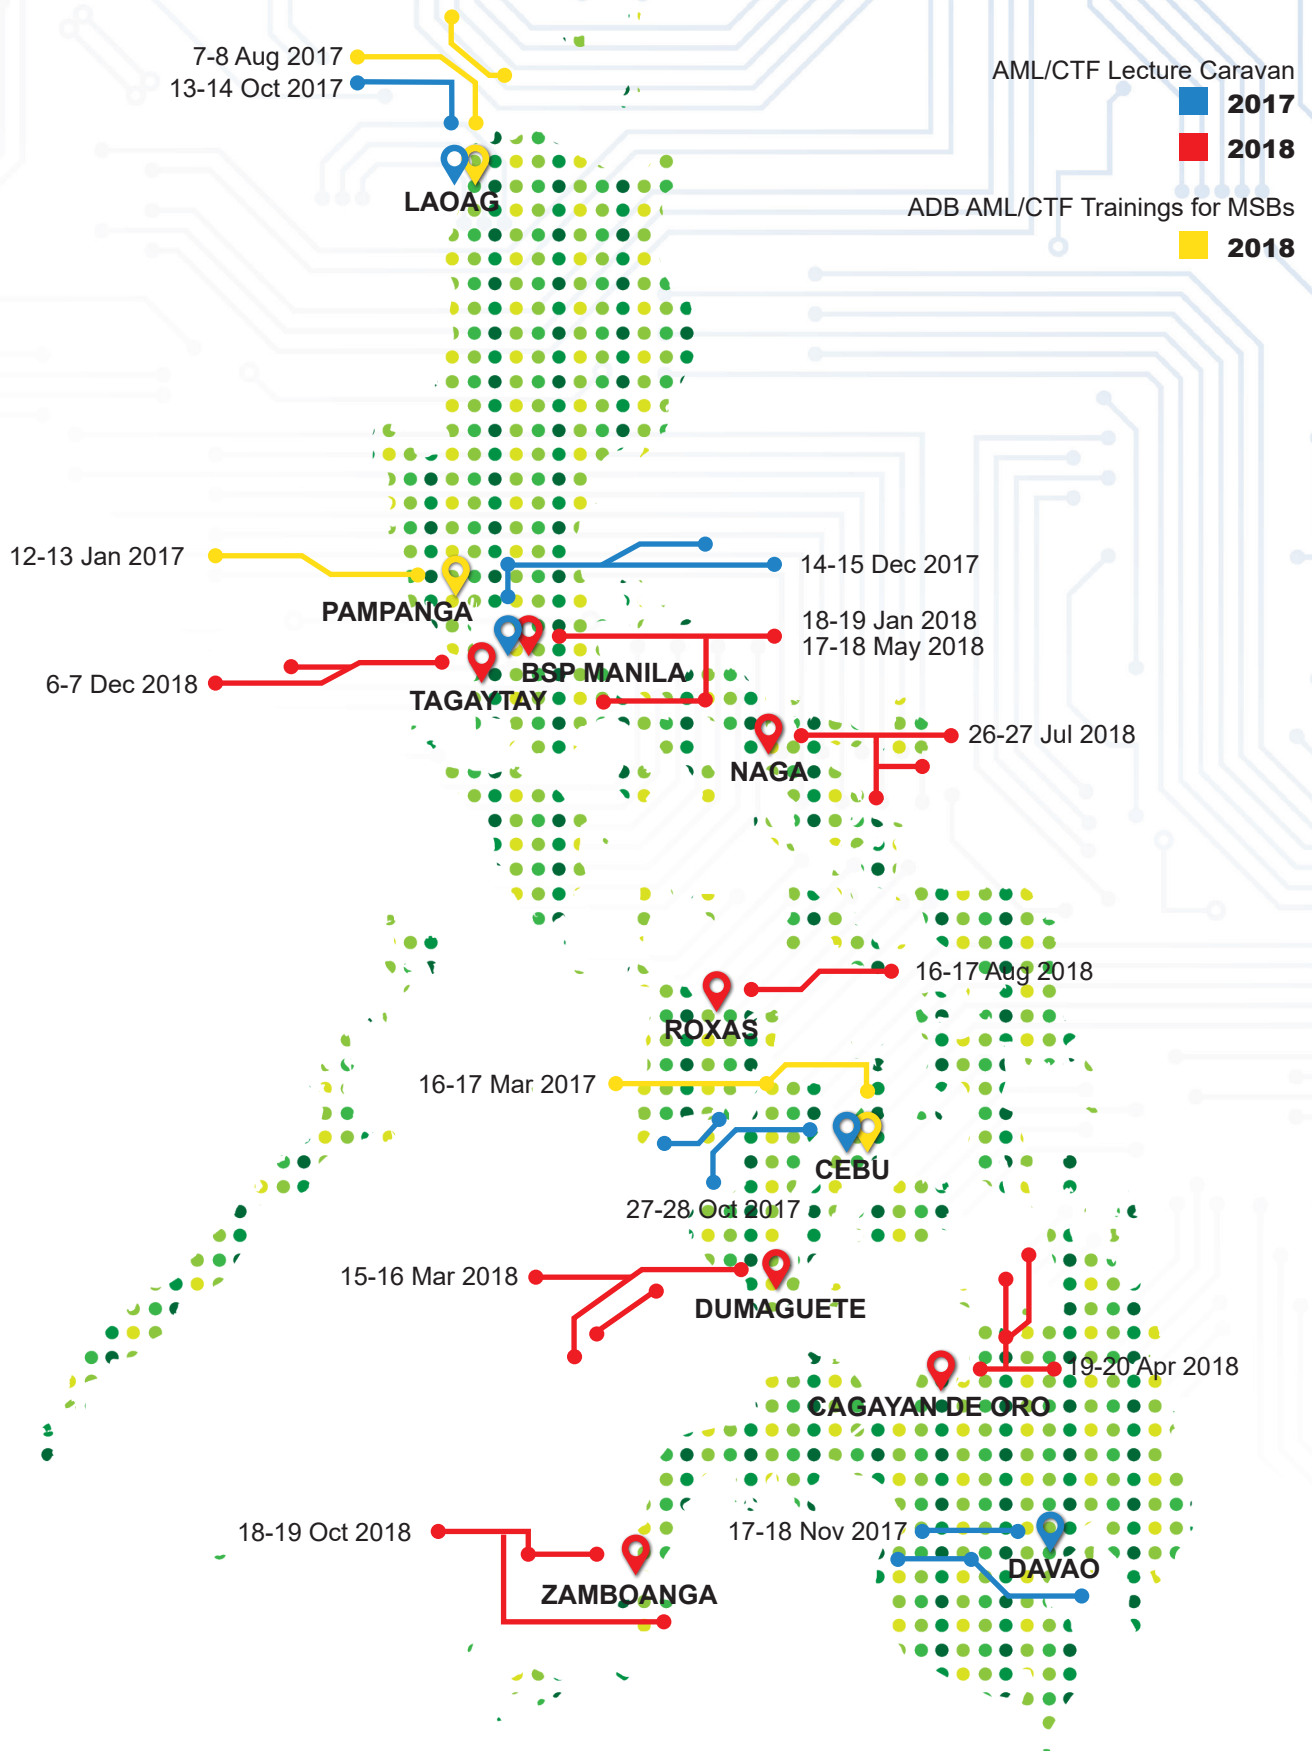 7-8 Aug 2017
13-14 Oct 2017
AML/CTF Lecture Caravan
2017
2018
ADB AML/CTF Trainings for MSBs
2018
LAOAG
12-13 Jan 2017
PAMPANGA
14-15 Dec 2017
18-19 Jan 2018
17-18 May 2018
BSP MANILA
6-7 Dec 2018
TAGAYTAY
26-27 Jul 2018
NAGA
16-17 Aug 2018
ROXAS
16-17 Mar 2017
CEBU
27-28 Oct 2017
15-16 Mar 2018
DUMAGUETE
19-20 Apr 2018
CAGAYAN DE ORO
18-19 Oct 2018
ZAMBOANGA
17-18 Nov 2017
DAVAO